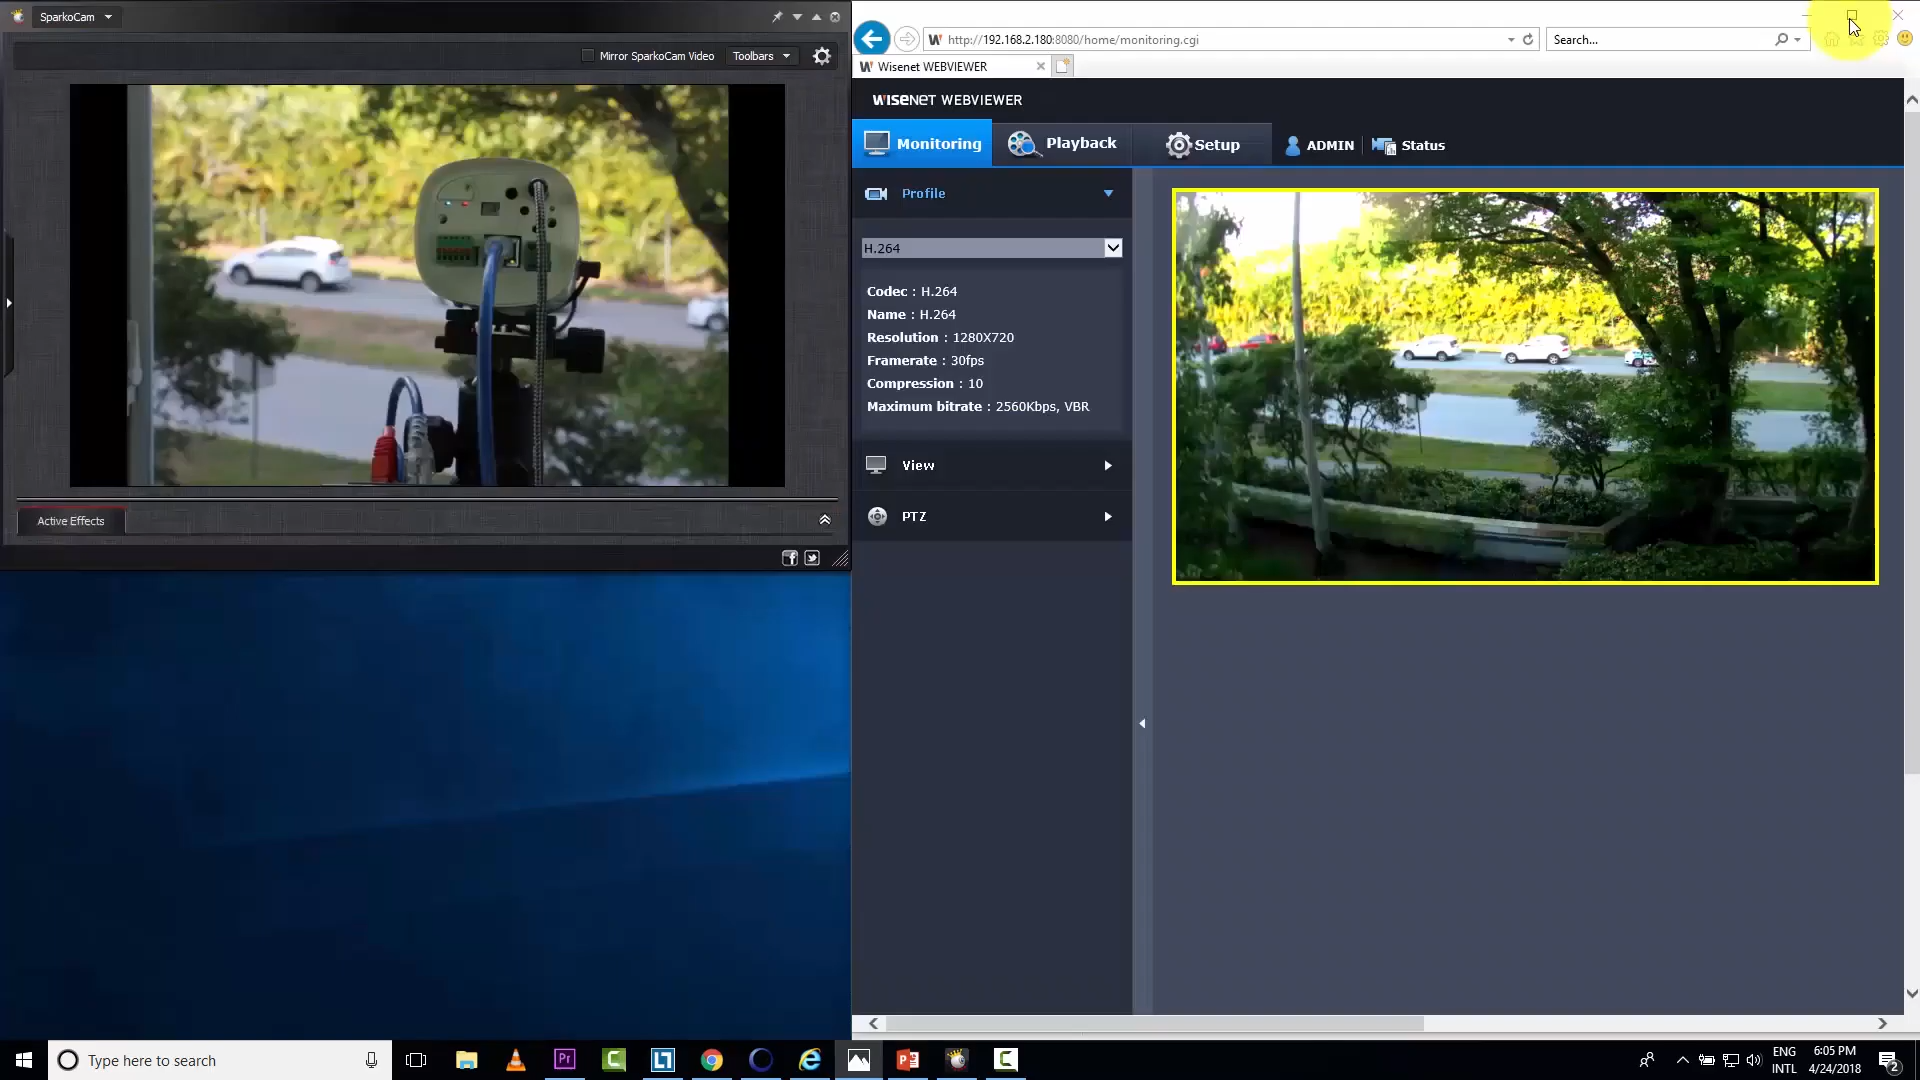 SparkoCam
Mirror SparkoCam Video
Toolbars
Active Effects
http://192.168.2.180:8080/home/monitoring.cgi
Search...
Wisenet WEBVIEWER
WISENET WEBVIEWER
Monitoring
Playback
Setup
ADMIN
Status
Profile
H.264
Codec : H.264
Name : H.264
Resolution : 1280X720
Framerate : 30fps
Compression : 10
Maximum bitrate : 2560Kbps, VBR
View
PTZ
Type here to search
Pr
ENG
INTL
6:05 PM
4/24/2018
2